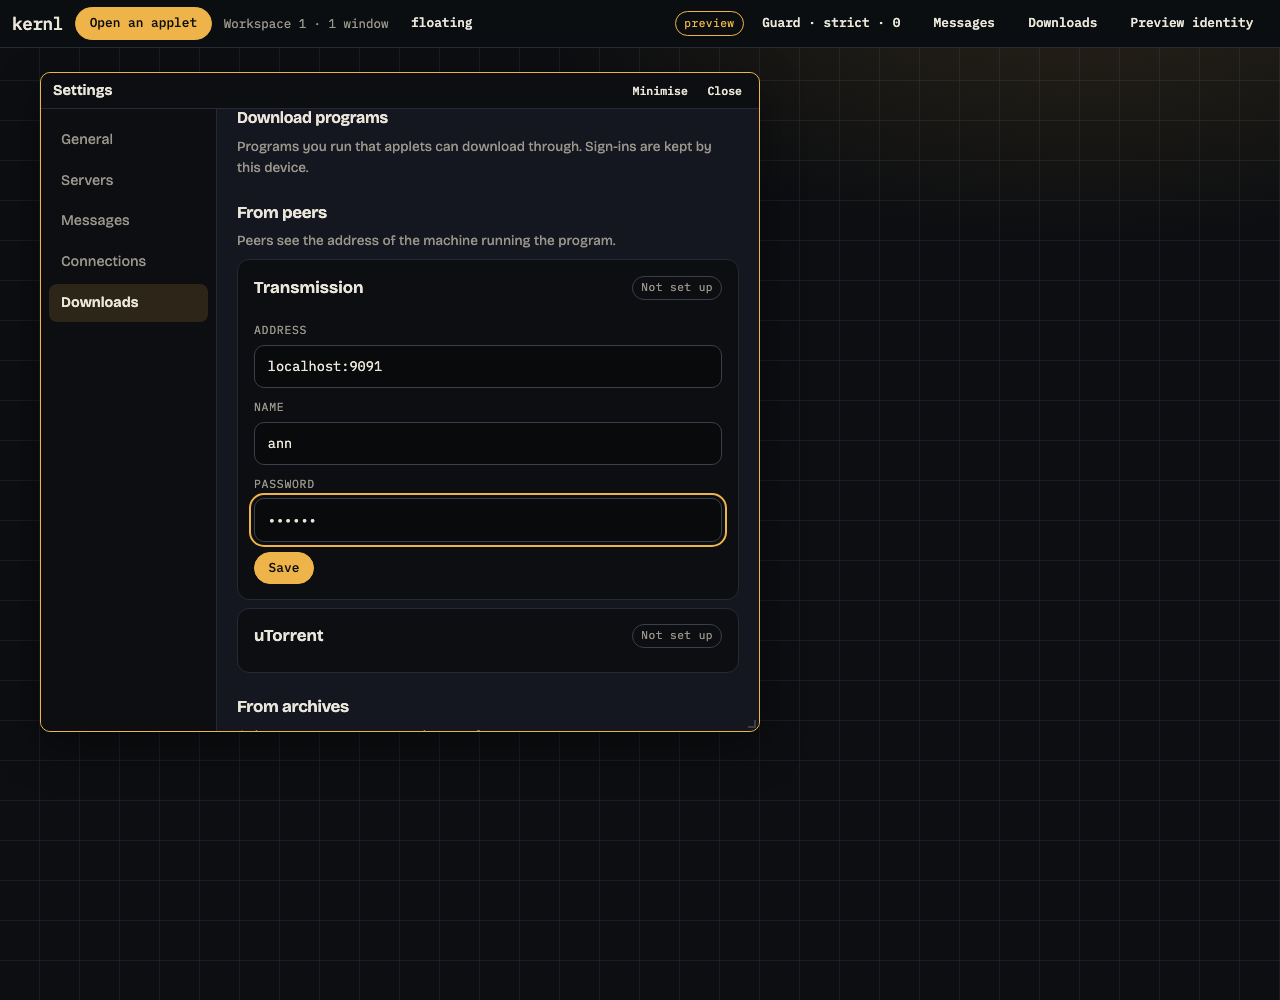 kernl
Open an applet
Workspace 1 · 1 window
floating
preview
Guard · strict · 0
Messages
Downloads
Preview identity
Settings
Minimise
Close
General
Servers
Messages
Connections
Downloads
Download programs
Programs you run that applets can download through. Sign-ins are kept by
this device.
From peers
Peers see the address of the machine running the program.
Transmission
Not set up
ADDRESS
localhost:9091
NAME
ann
PASSWORD
••••••
Save
uTorrent
Not set up
From archives